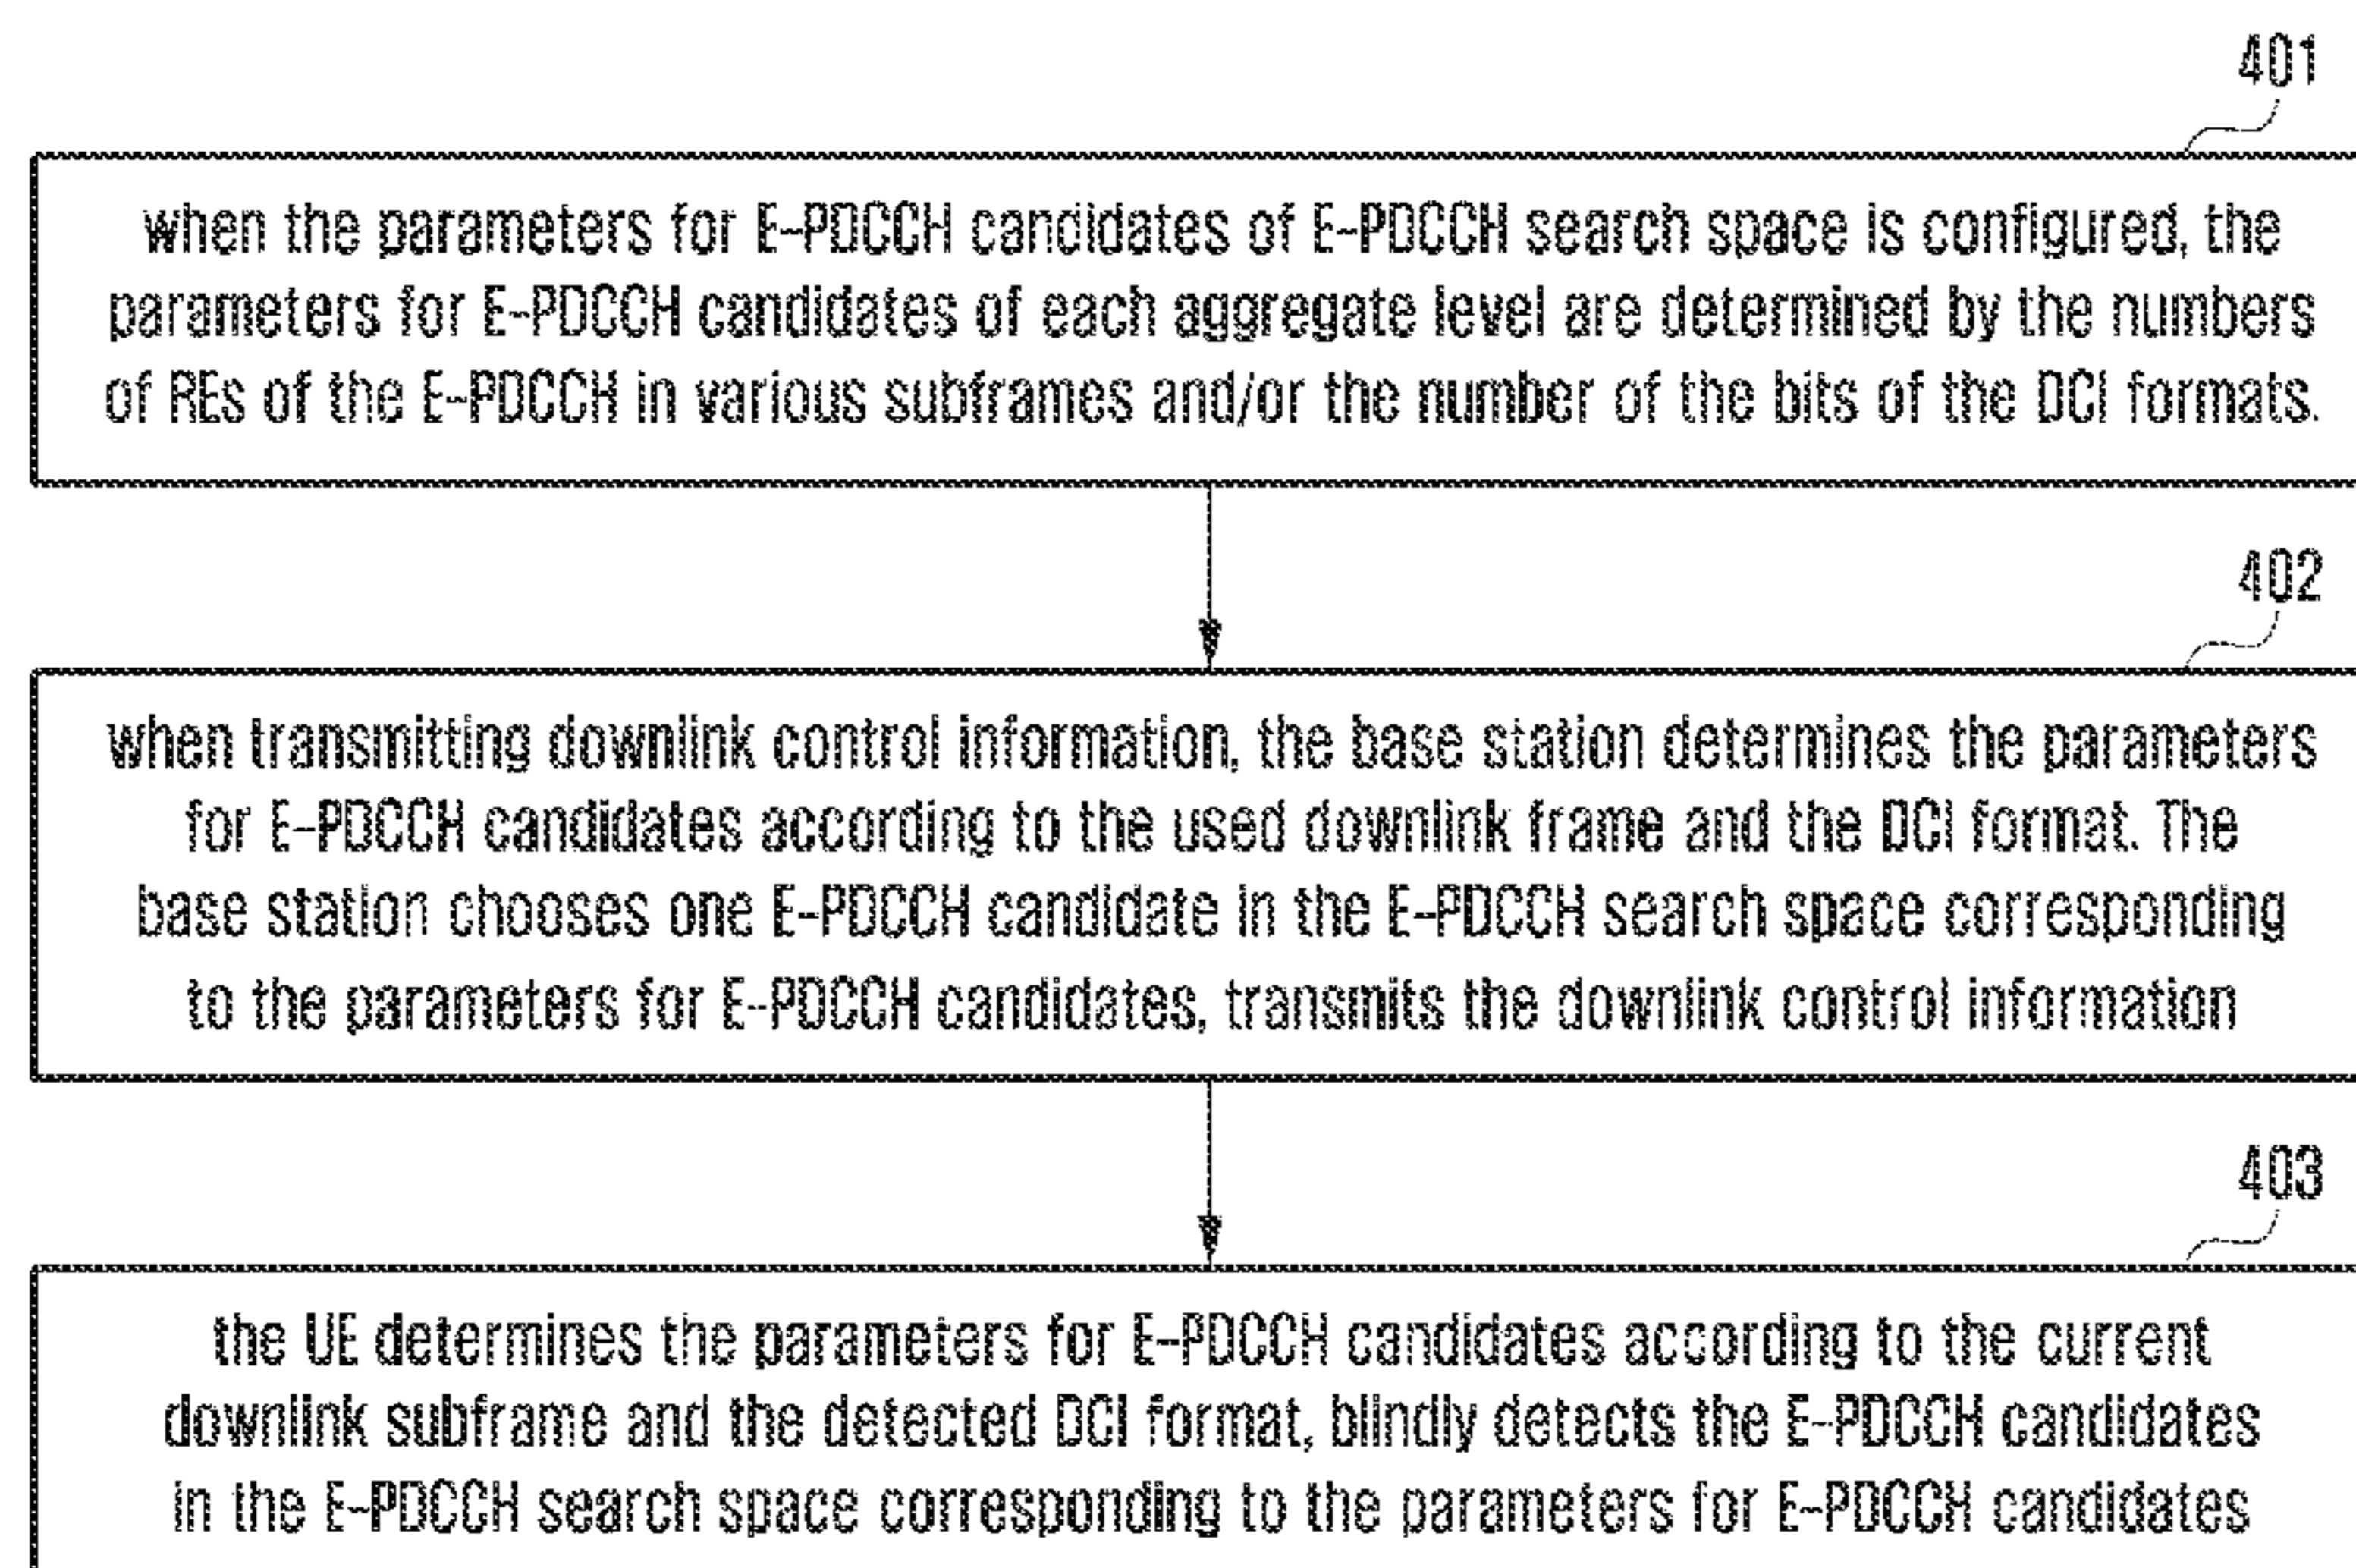 401
when the parameters for E-PDCCH candidates of E-PDCCH search space is configured, the
parameters for E-PDCCH candidates of each aggregate level are determined by the numbers
of REs of the E-PDCCH in various subframes and/or the number of the bits of the DCI formats.
402
when transmitting downlink control information, the base station determines the parameters
for E-PDCCH candidates according to the used downlink frame and the DCI format. The
base station chooses one E-PDCCH candidate in the E-PDCCH search space corresponding
to the parameters for E-PDCCH candidates, transmits the downlink control information
403
the UE determines the parameters for E-PDCCH candidates according to the current
downlink subframe and the detected DCI format, blindly detects the E-PDCCH candidates
in the E-PDCCH search space corresponding to the parameters for E-PDCCH candidates